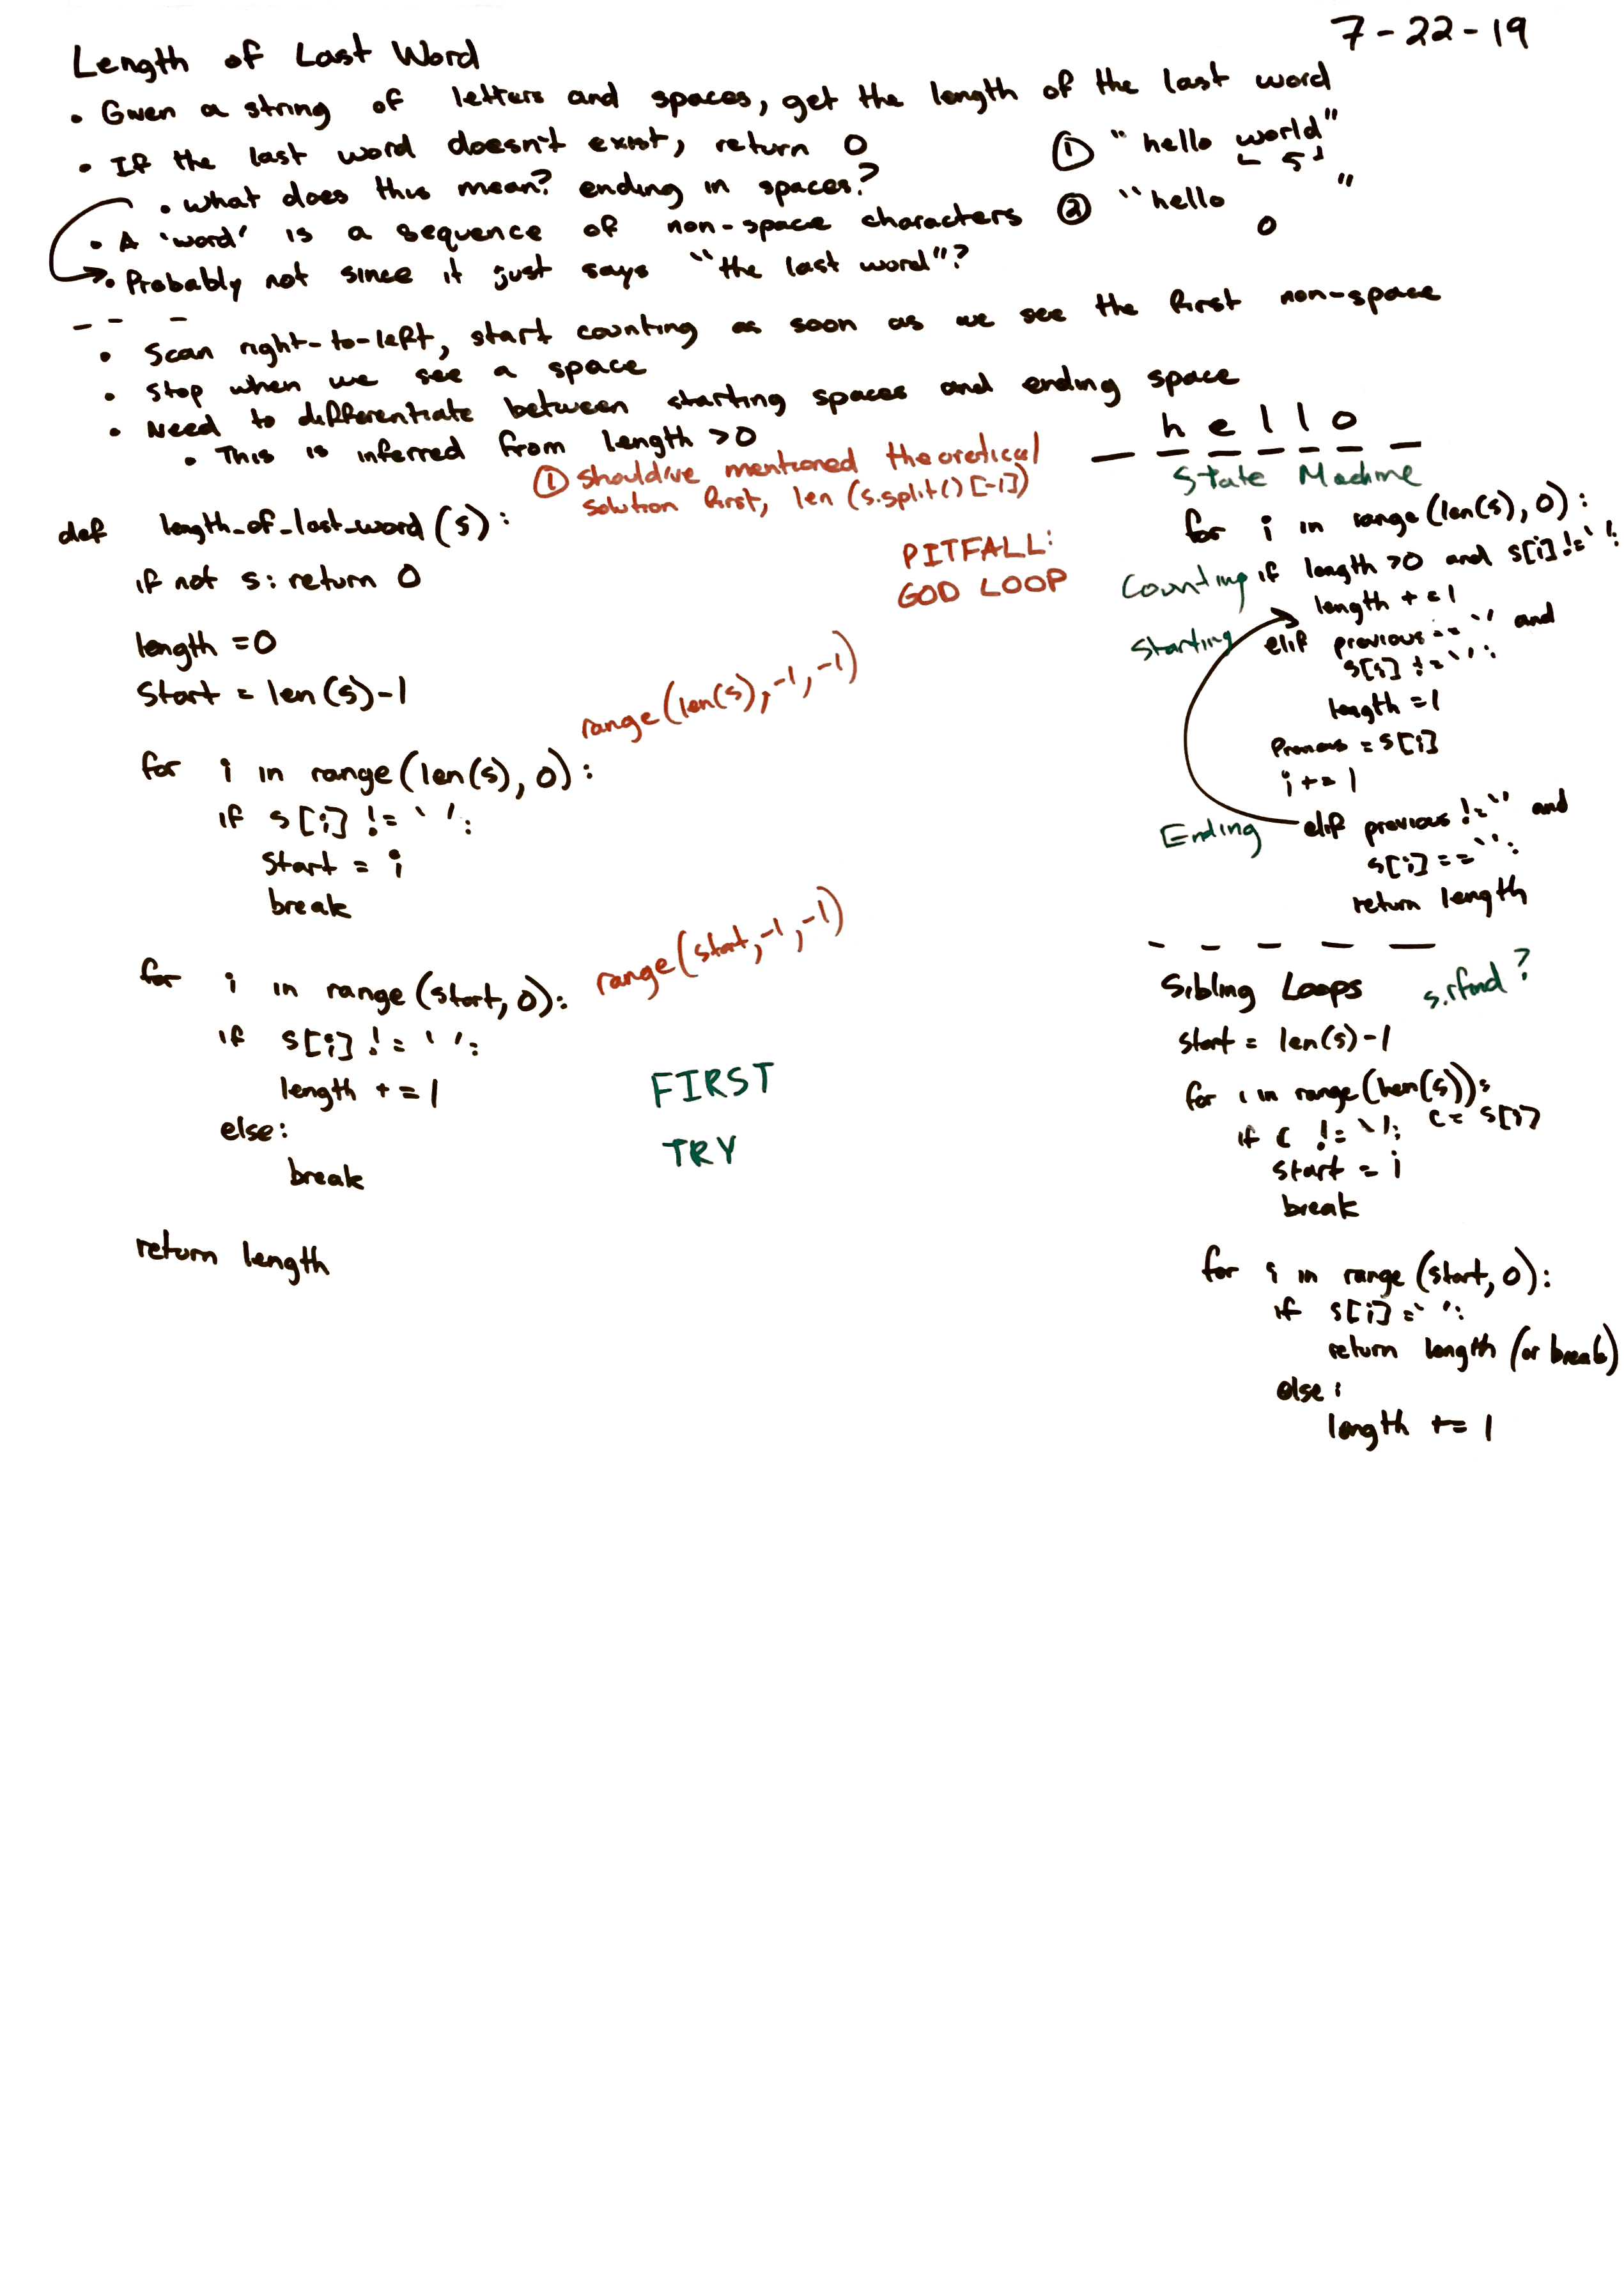 7-22-19
Length of Last Word
• Given a string of letters and spaces, get the length of the last word
• If the last word doesn't exist, return 0
• What does this mean? ending in spaces?
• A 'word' is a sequence of non-space characters
• Probably not since it just says "the last word"?
① "hello world"
5
② "hello "
0
• Scan right-to-left, start counting as soon as we see the first non-space
• Stop when we see a space
• Need to differentiate between starting spaces and ending space
• This is inferred from length >0
① should've mentioned theoretical
solution first, len (s.split()[-1])
def length_of_last_word(s):
if not s: return 0
length =0
start = len(s)-1
for i in range(len(s), 0):
range(len(s), -1, -1)
if s[i] != ' ':
start = i
break
for i in range(start, 0):
range(start, -1, -1)
if s[i] != ' ':
length += 1
else:
break
return length
PITFALL:
GOD LOOP
FIRST
TRY
h e l l o
State Machine
for i in range(len(s), 0):
Counting if length >0 and s[i] != ' ':
length += 1
Starting elif previous == ' ' and
s[i] != ' ':
length = 1
previous = s[i]
i += 1
Ending elif previous != ' ' and
s[i] == ' ':
return length
Sibling Loops s.rfind?
start = len(s)-1
for i in range(len(s)):
c = s[i]
if c != ' ':
start = i
break
for i in range(start, 0):
if s[i] = ' ':
return length (or break)
else:
length += 1